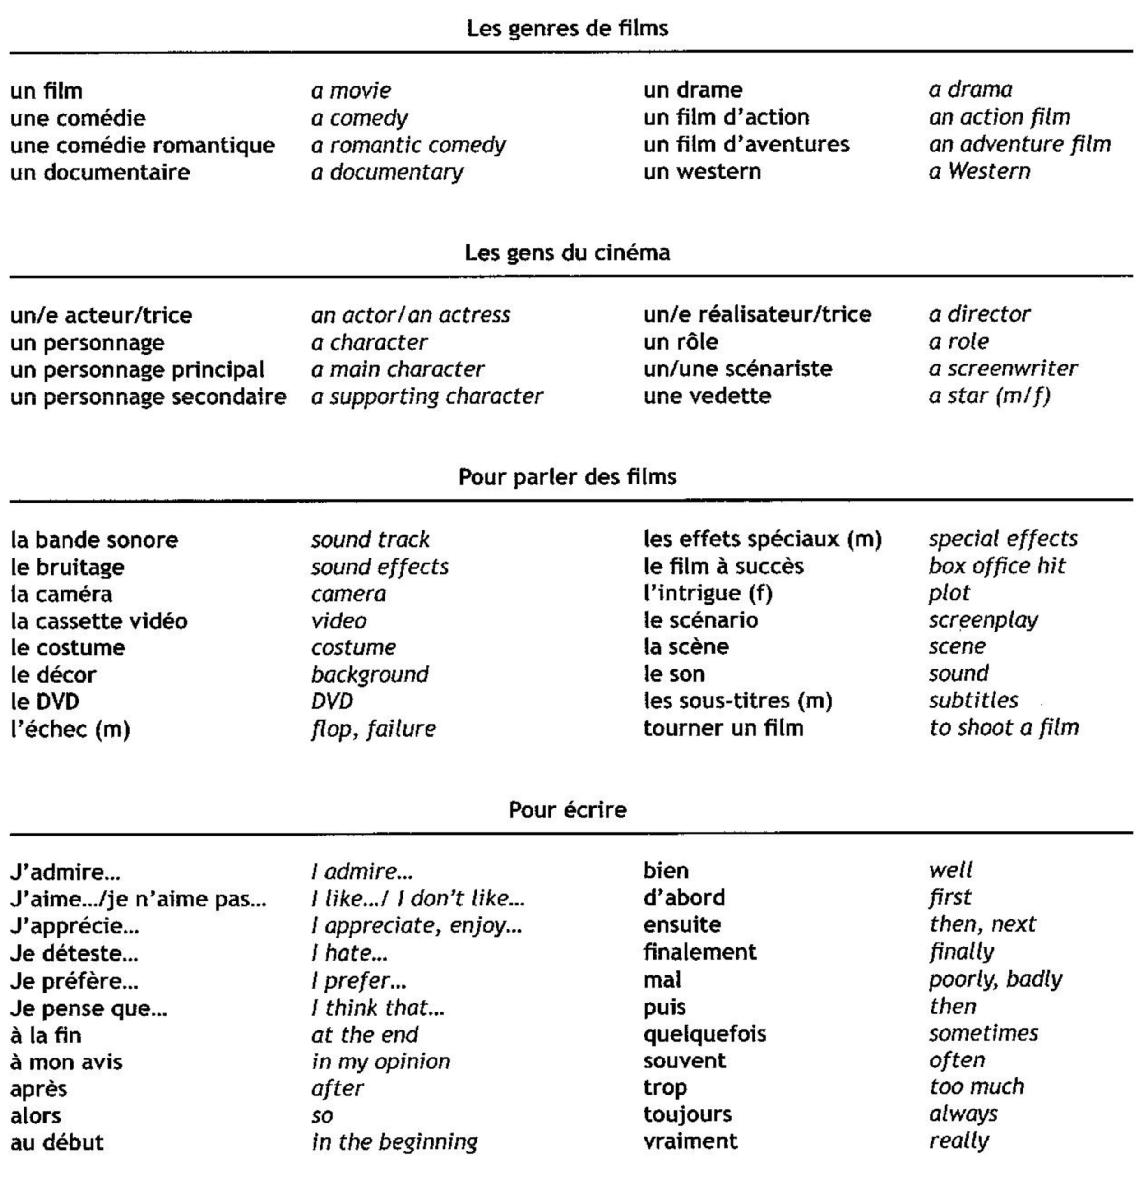 Les genres de films
un film a movie un drame a drama
une comédie a comedy un film d'action an action film
une comédie romantique a romantic comedy un film d'aventures an adventure film
un documentaire a documentary un western a Western
Les gens du cinéma
un/e acteur/trice an actor/an actress un/e réalisateur/trice a director
un personnage a character un rôle a role
un personnage principal a main character un/une scénariste a screenwriter
un personnage secondaire a supporting character une vedette a star (m/f)
Pour parler des films
la bande sonore sound track les effets spéciaux (m) special effects
le bruitage sound effects le film à succès box office hit
la caméra camera l'intrigue (f) plot
la cassette vidéo video le scénario screenplay
le costume costume la scène scene
le décor background le son sound
le DVD DVD les sous-titres (m) subtitles
l'échec (m) flop, failure tourner un film to shoot a film
Pour écrire
J'admire... I admire... bien well
J'aime.../je n'aime pas... I like.../ I don't like... d'abord first
J'apprécie... I appreciate, enjoy... ensuite then, next
Je déteste... I hate... finalement finally
Je préfère... I prefer... mal poorly, badly
Je pense que... I think that... puis then
à la fin at the end quelquefois sometimes
à mon avis in my opinion souvent often
après after trop too much
alors so toujours always
au début in the beginning vraiment really